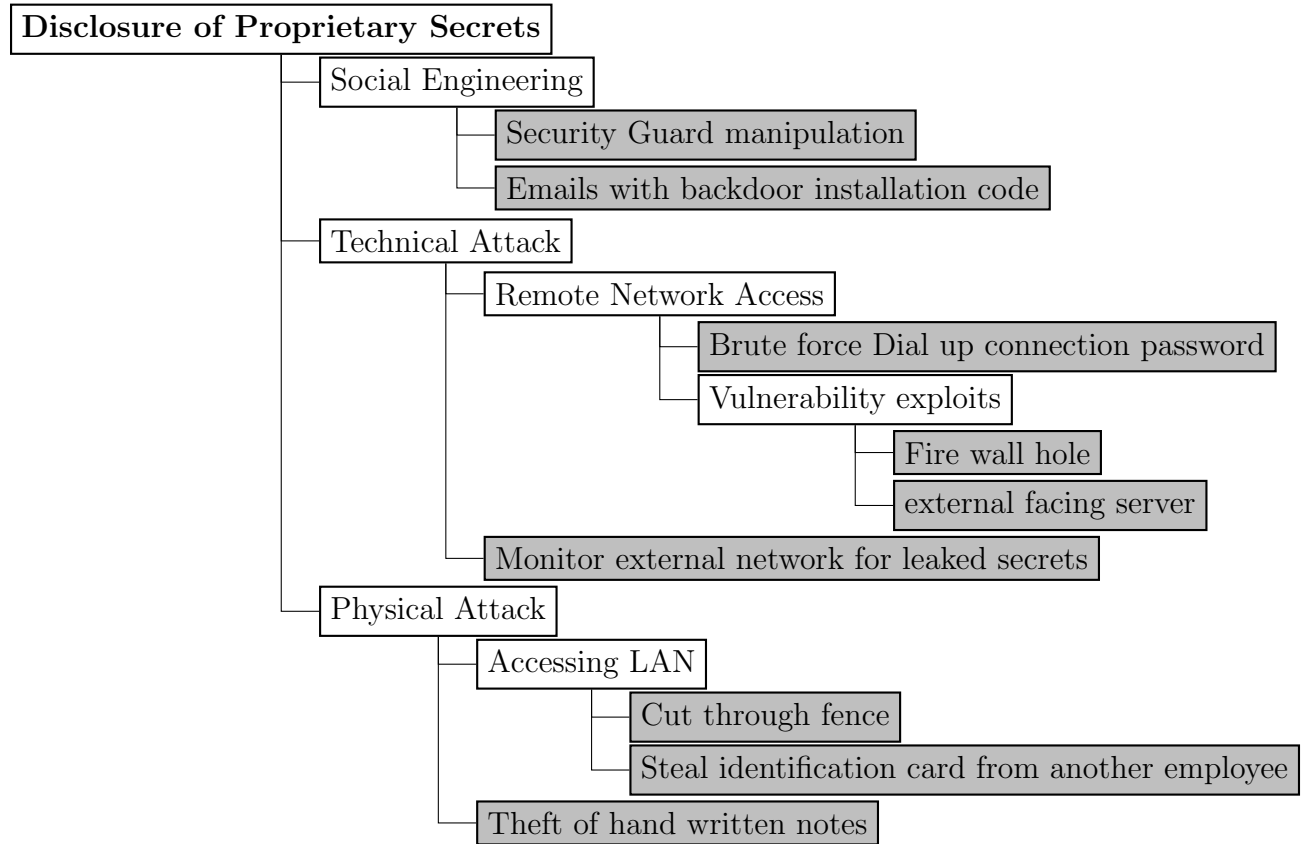 Disclosure of Proprietary Secrets
Social Engineering
Security Guard manipulation
Emails with backdoor installation code
Technical Attack
Remote Network Access
Brute force Dial up connection password
Vulnerability exploits
Fire wall hole
external facing server
Monitor external network for leaked secrets
Physical Attack
Accessing LAN
Cut through fence
Steal identification card from another employee
Theft of hand written notes